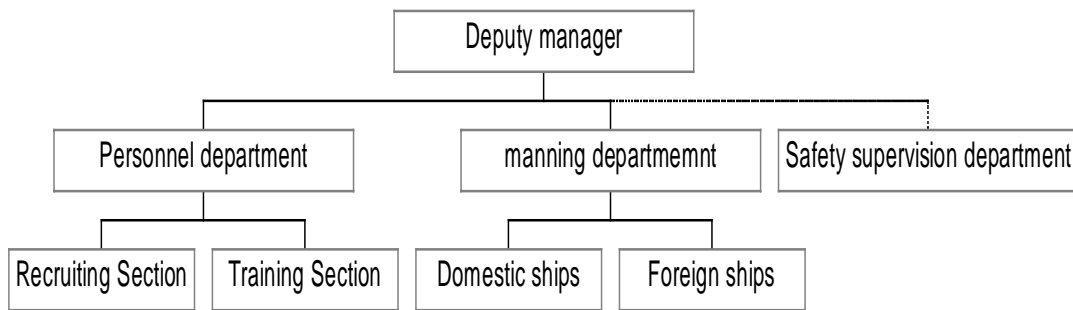 Deputy manager
Personnel department
manning departmemnt
Safety supervision department
Recruiting Section
Training Section
Domestic ships
Foreign ships